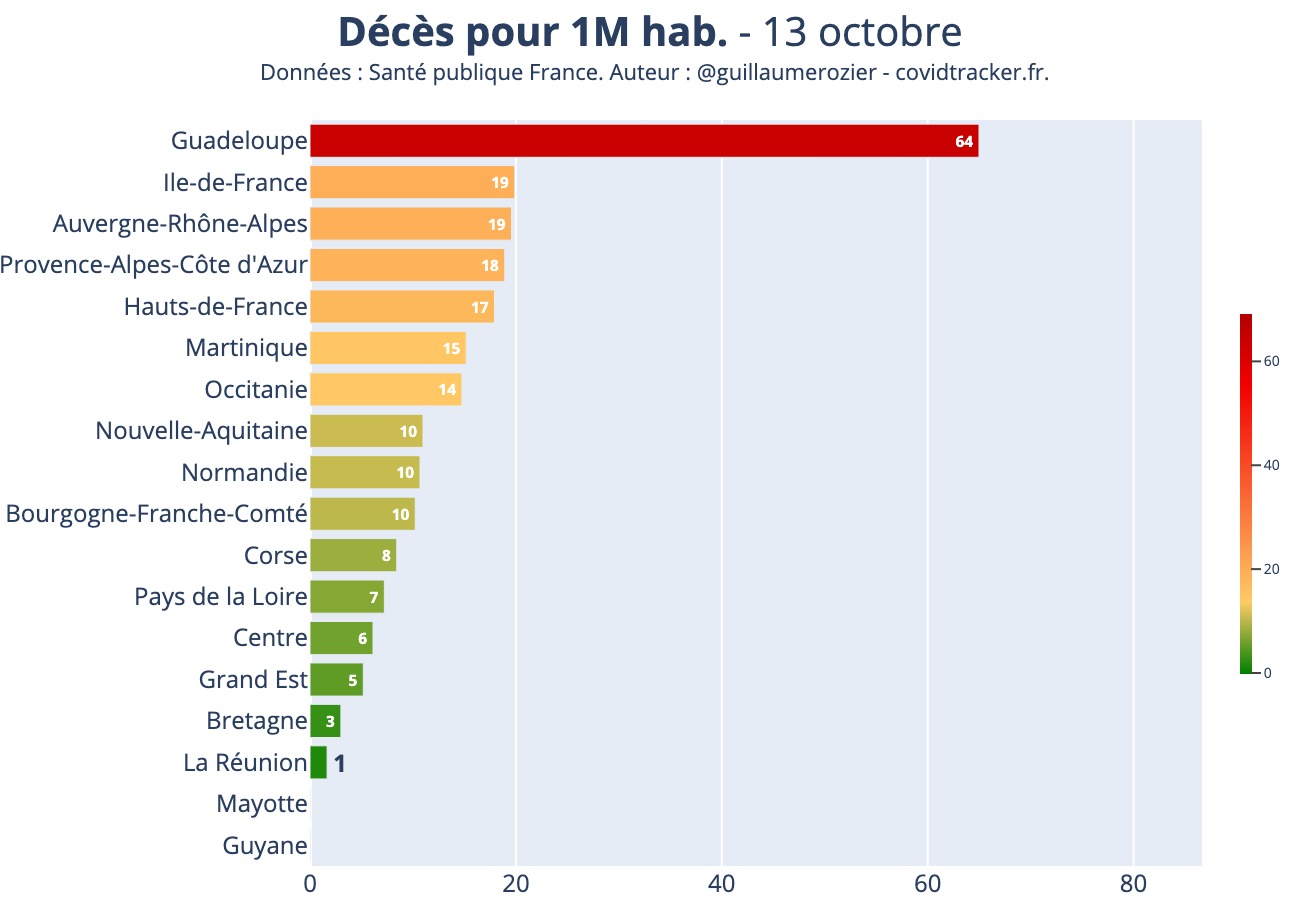 Décès pour 1M hab. - 13 octobre
Données : Santé publique France. Auteur : @guillaumerozier - covidtracker.fr.
Guadeloupe 64
Ile-de-France 19
Auvergne-Rhône-Alpes 19
Provence-Alpes-Côte d'Azur 18
Hauts-de-France 17
Martinique 15
Occitanie 14
Nouvelle-Aquitaine 10
Normandie 10
Bourgogne-Franche-Comté 10
Corse 8
Pays de la Loire 7
Centre 6
Grand Est 5
Bretagne 3
La Réunion 1
Mayotte
Guyane
0 20 40 60 80
60
40
20
0